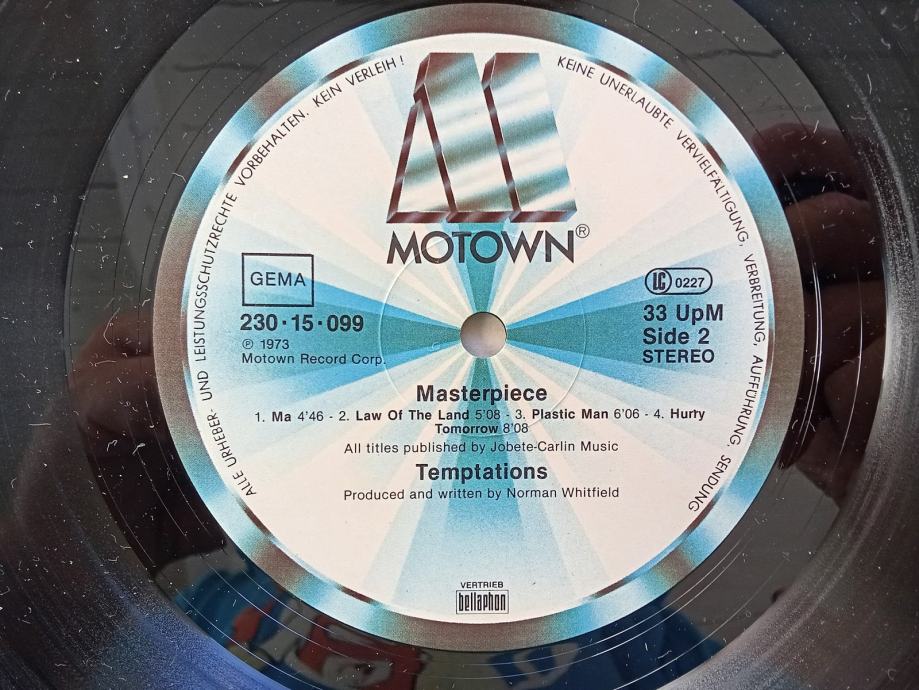 ALLE URHEBER- UND LEISTUNGSSCHUTZRECHTE VORBEHALTEN. KEIN VERLEIH! KEINE UNERLAUBTE VERVIELFÄLTIGUNG, VERBREITUNG, AUFFÜHRUNG, SENDUNG
MOTOWN®
GEMA
230·15·099
℗ 1973
Motown Record Corp.
LC 0227
33 UpM
Side 2
STEREO
Masterpiece
1. Ma 4'46 - 2. Law Of The Land 5'08 - 3. Plastic Man 6'06 - 4. Hurty
Tomorrow 8'08
All titles published by Jobete-Carlin Music
Temptations
Produced and written by Norman Whitfield
VERTRIEB
bellaphon